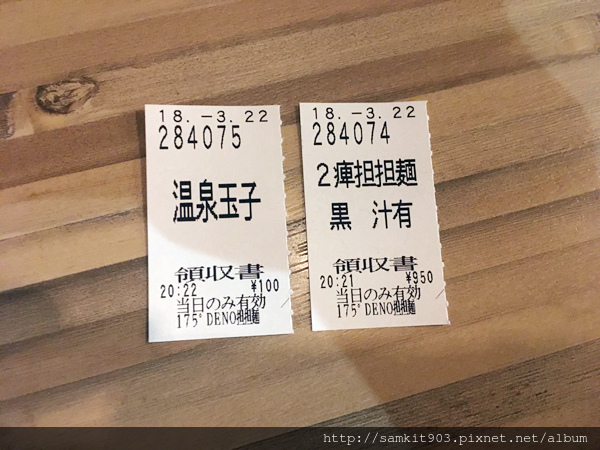 18. -3. 22
284075
温泉玉子
領収書
20:22 ¥100
当日のみ有効
175°DENO担担麺
18. -3. 22
284074
2痺担担麺
黒 汁有
領収書
20:21 ¥950
当日のみ有効
175°DENO担担麺
http://samkit903.pixnet.net/album